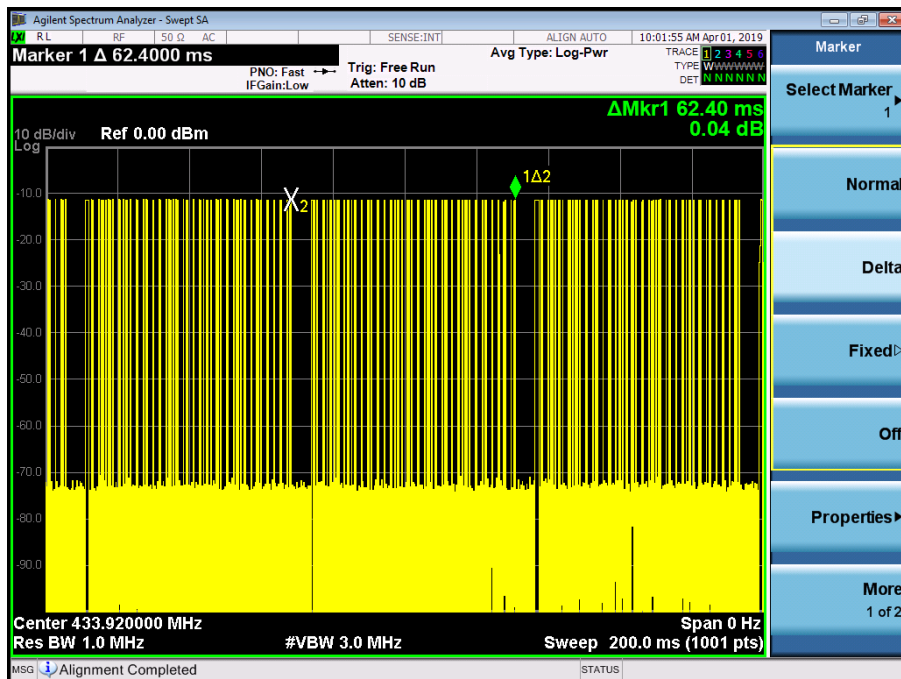 Agilent Spectrum Analyzer - Swept SA
LXI RL RF 50 Ω AC SENSE:INT ALIGN AUTO 10:01:55 AM Apr 01, 2019
Marker 1 Δ 62.4000 ms
PNO: Fast
IFGain:Low
Trig: Free Run
Atten: 10 dB
Avg Type: Log-Pwr
TRACE 1 2 3 4 5 6
TYPE WWWWWW
DET N N N N N N
ΔMkr1 62.40 ms
0.04 dB
10 dB/div Ref 0.00 dBm
Log
1Δ2
X2
-10.0
-20.0
-30.0
-40.0
-50.0
-60.0
-70.0
-80.0
-90.0
Center 433.920000 MHz Span 0 Hz
Res BW 1.0 MHz #VBW 3.0 MHz Sweep 200.0 ms (1001 pts)
MSG Alignment Completed STATUS
Marker
Select Marker
1
Normal
Delta
Fixed
Off
Properties
More
1 of 2